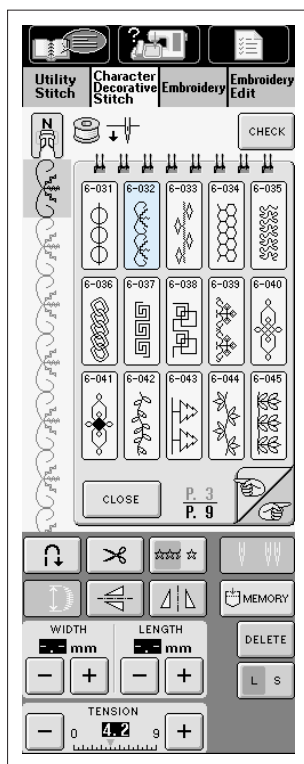 Utility Stitch
Character Decorative Stitch
Embroidery
Embroidery Edit
N
CHECK
6-031 6-032 6-033 6-034 6-035
6-036 6-037 6-038 6-039 6-040
6-041 6-042 6-043 6-044 6-045
CLOSE
P. 3
P. 9
MEMORY
WIDTH LENGTH
-.- mm -.- mm
DELETE
− + − +
L S
TENSION
− 0 4.2 9 +